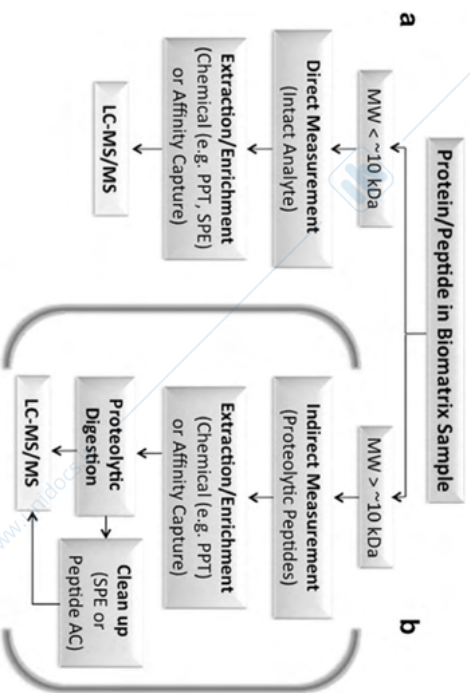 a
b
Protein/Peptide in Biomatrix Sample
MW < ~10 kDa
Direct Measurement
(Intact Analyte)
Extraction/Enrichment
(Chemical (e.g. PPT, SPE)
or Affinity Capture)
LC-MS/MS
MW > ~10 kDa
Indirect Measurement
(Proteolytic Peptides)
Extraction/Enrichment
(Chemical (e.g. PPT)
or Affinity Capture)
Proteolytic
Digestion
Clean up
(SPE or
Peptide AC)
LC-MS/MS